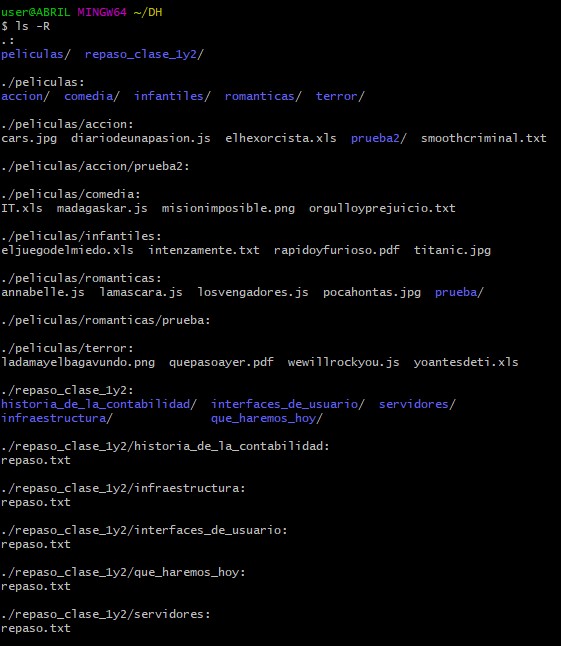 user@ABRIL MINGW64 ~/DH
$ ls -R
.:
peliculas/  repaso_clase_1y2/

./peliculas:
accion/  comedia/  infantiles/  romanticas/  terror/

./peliculas/accion:
cars.jpg  diariodeunapasion.js  elhexorcista.xls  prueba2/  smoothcriminal.txt

./peliculas/accion/prueba2:

./peliculas/comedia:
IT.xls  madagaskar.js  misionimposible.png  orgulloyprejuicio.txt

./peliculas/infantiles:
eljuegodelmiedo.xls  intenzamente.txt  rapidoyfurioso.pdf  titanic.jpg

./peliculas/romanticas:
annabelle.js  lamascara.js  losvengadores.js  pocahontas.jpg  prueba/

./peliculas/romanticas/prueba:

./peliculas/terror:
ladamayelbagavundo.png  quepasoayer.pdf  wewillrockyou.js  yoantesdeti.xls

./repaso_clase_1y2:
historia_de_la_contabilidad/  interfaces_de_usuario/  servidores/
infraestructura/              que_haremos_hoy/

./repaso_clase_1y2/historia_de_la_contabilidad:
repaso.txt

./repaso_clase_1y2/infraestructura:
repaso.txt

./repaso_clase_1y2/interfaces_de_usuario:
repaso.txt

./repaso_clase_1y2/que_haremos_hoy:
repaso.txt

./repaso_clase_1y2/servidores:
repaso.txt